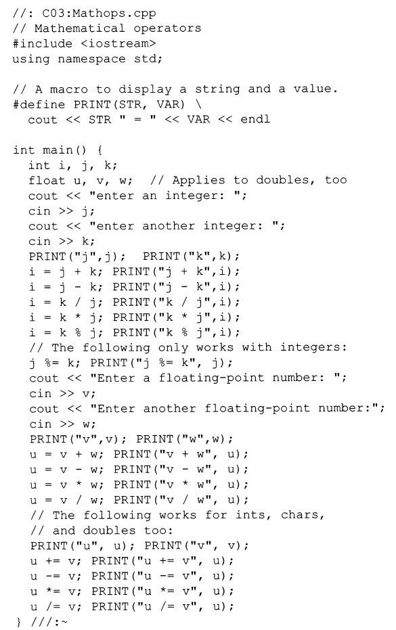 //: C03:Mathops.cpp
// Mathematical operators
#include <iostream>
using namespace std;

// A macro to display a string and a value.
#define PRINT(STR, VAR) \
  cout << STR " = " << VAR << endl

int main() {
  int i, j, k;
  float u, v, w;  // Applies to doubles, too
  cout << "enter an integer: ";
  cin >> j;
  cout << "enter another integer: ";
  cin >> k;
  PRINT("j",j);  PRINT("k",k);
  i = j + k; PRINT("j + k",i);
  i = j - k; PRINT("j - k",i);
  i = k / j; PRINT("k / j",i);
  i = k * j; PRINT("k * j",i);
  i = k % j; PRINT("k % j",i);
  // The following only works with integers:
  j %= k; PRINT("j %= k", j);
  cout << "Enter a floating-point number: ";
  cin >> v;
  cout << "Enter another floating-point number:";
  cin >> w;
  PRINT("v",v); PRINT("w",w);
  u = v + w; PRINT("v + w", u);
  u = v - w; PRINT("v - w", u);
  u = v * w; PRINT("v * w", u);
  u = v / w; PRINT("v / w", u);
  // The following works for ints, chars,
  // and doubles too:
  PRINT("u", u); PRINT("v", v);
  u += v; PRINT("u += v", u);
  u -= v; PRINT("u -= v", u);
  u *= v; PRINT("u *= v", u);
  u /= v; PRINT("u /= v", u);
} ///:~